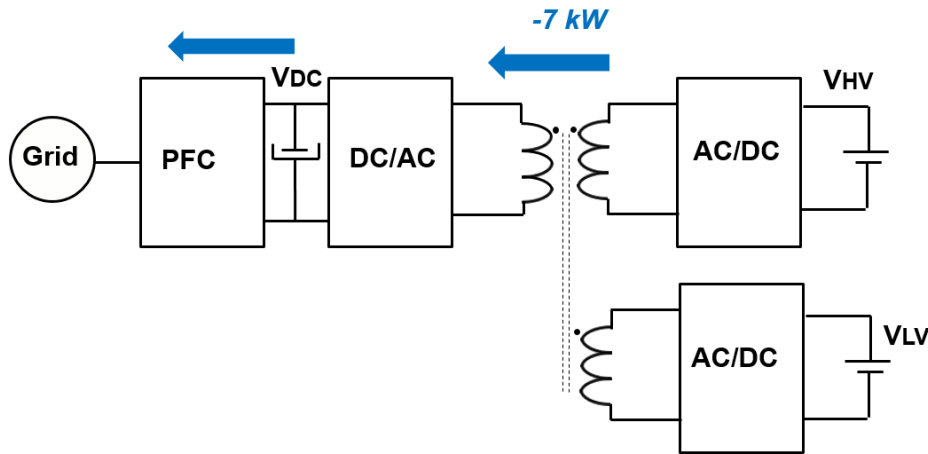 -7 kW
VDC
VHV
Grid
PFC
DC/AC
AC/DC
VLV
AC/DC